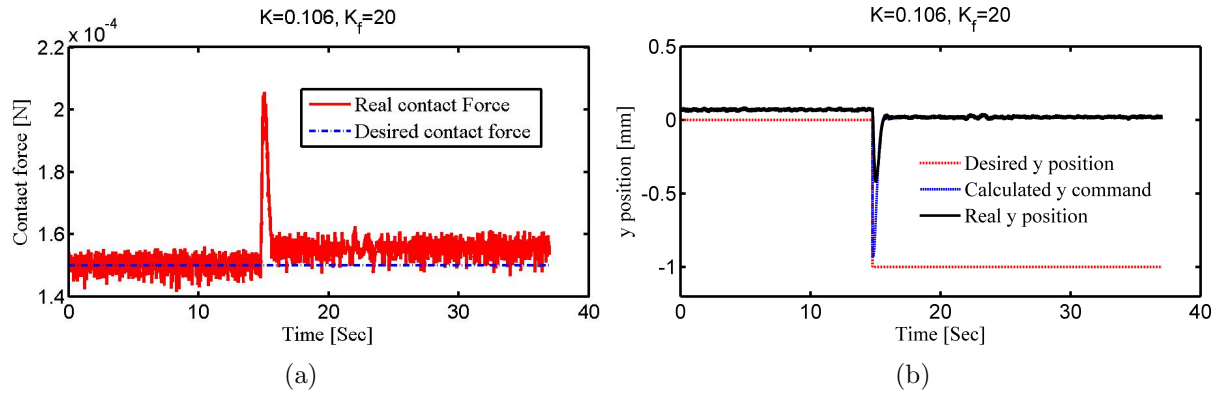 K=0.106, K_f=20
× 10^-4
2.2
2
1.8
1.6
1.4
Contact force [N]
Real contact Force
Desired contact force
0 10 20 30 40
Time [Sec]
(a)
K=0.106, K_f=20
0.5
0
-0.5
-1
y position [mm]
Desired y position
Calculated y command
Real y position
0 10 20 30 40
Time [Sec]
(b)